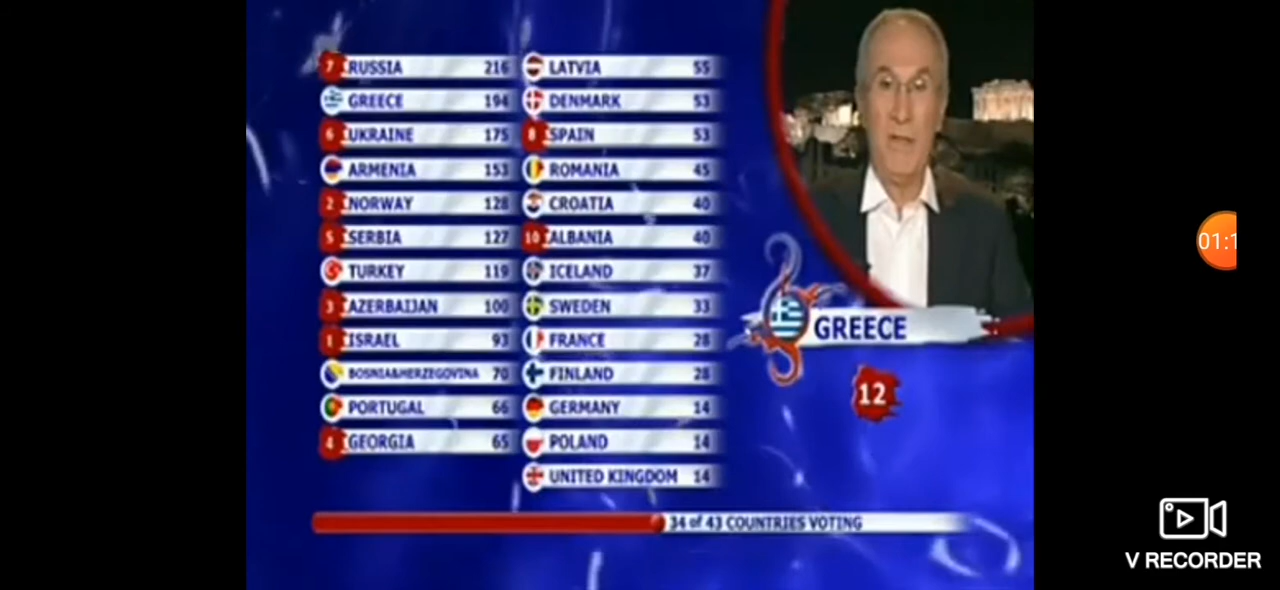 7 RUSSIA 216
GREECE 194
6 UKRAINE 175
ARMENIA 153
2 NORWAY 128
5 SERBIA 127
TURKEY 119
3 AZERBAIJAN 100
1 ISRAEL 93
BOSNIA&HERZEGOVINA 70
PORTUGAL 66
4 GEORGIA 65
LATVIA 55
DENMARK 53
8 SPAIN 53
ROMANIA 45
CROATIA 40
10 ALBANIA 40
ICELAND 37
SWEDEN 33
FRANCE 28
FINLAND 28
GERMANY 14
POLAND 14
UNITED KINGDOM 14
34 of 43 COUNTRIES VOTING
GREECE
12
01:1
V RECORDER